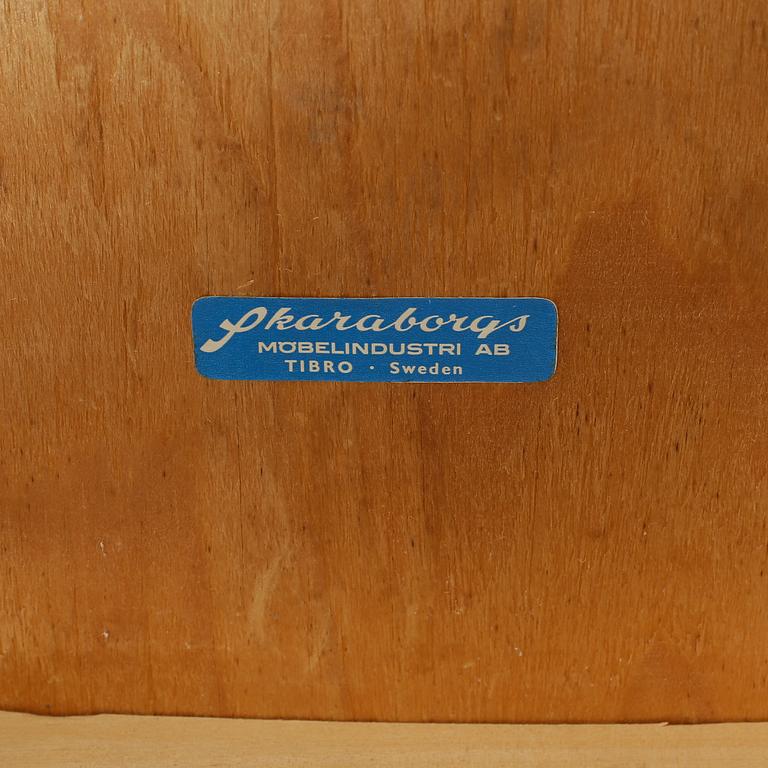 Skaraborgs
MÖBELINDUSTRI AB
TIBRO · Sweden